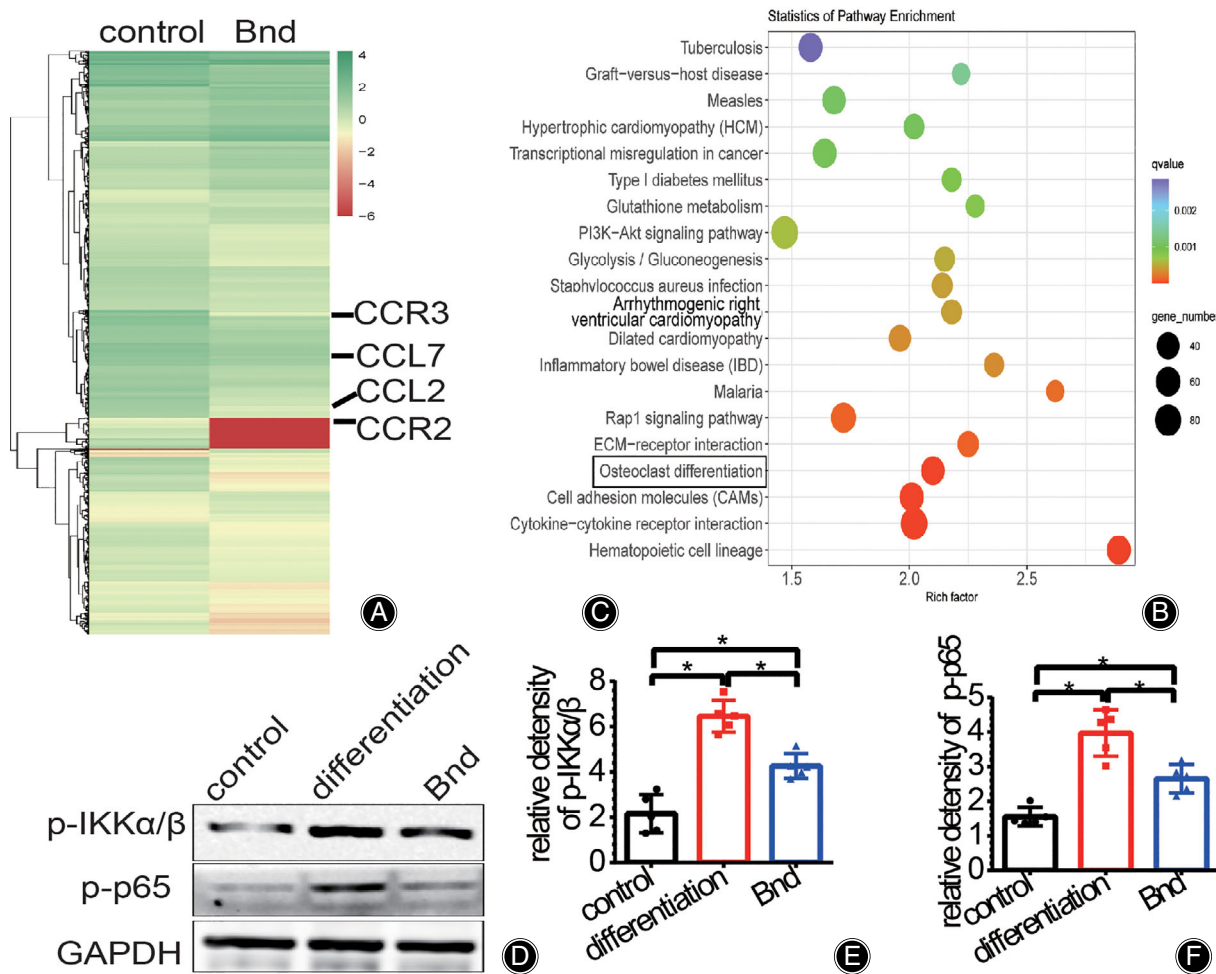 control Bnd
4
2
0
−2
−4
−6
CCR3
CCL7
CCL2
CCR2
A
Statistics of Pathway Enrichment
Tuberculosis
Graft−versus−host disease
Measles
Hypertrophic cardiomyopathy (HCM)
Transcriptional misregulation in cancer
Type I diabetes mellitus
Glutathione metabolism
PI3K−Akt signaling pathway
Glycolysis / Gluconeogenesis
Staphylococcus aureus infection
Arrhythmogenic right
ventricular cardiomyopathy
Dilated cardiomyopathy
Inflammatory bowel disease (IBD)
Malaria
Rap1 signaling pathway
ECM−receptor interaction
Osteoclast differentiation
Cell adhesion molecules (CAMs)
Cytokine−cytokine receptor interaction
Hematopoietic cell lineage
1.5 2.0 2.5
Rich factor
qvalue
0.002
0.001
gene_number
40
60
80
C
B
control differentiation Bnd
p-IKKα/β
p-p65
GAPDH
D
relative detensity
of p-IKKα/β
8
6
4
2
0
* * *
control differentiation Bnd
E
relative detensity of p-p65
5
4
3
2
1
0
* * *
control differentiation Bnd
F